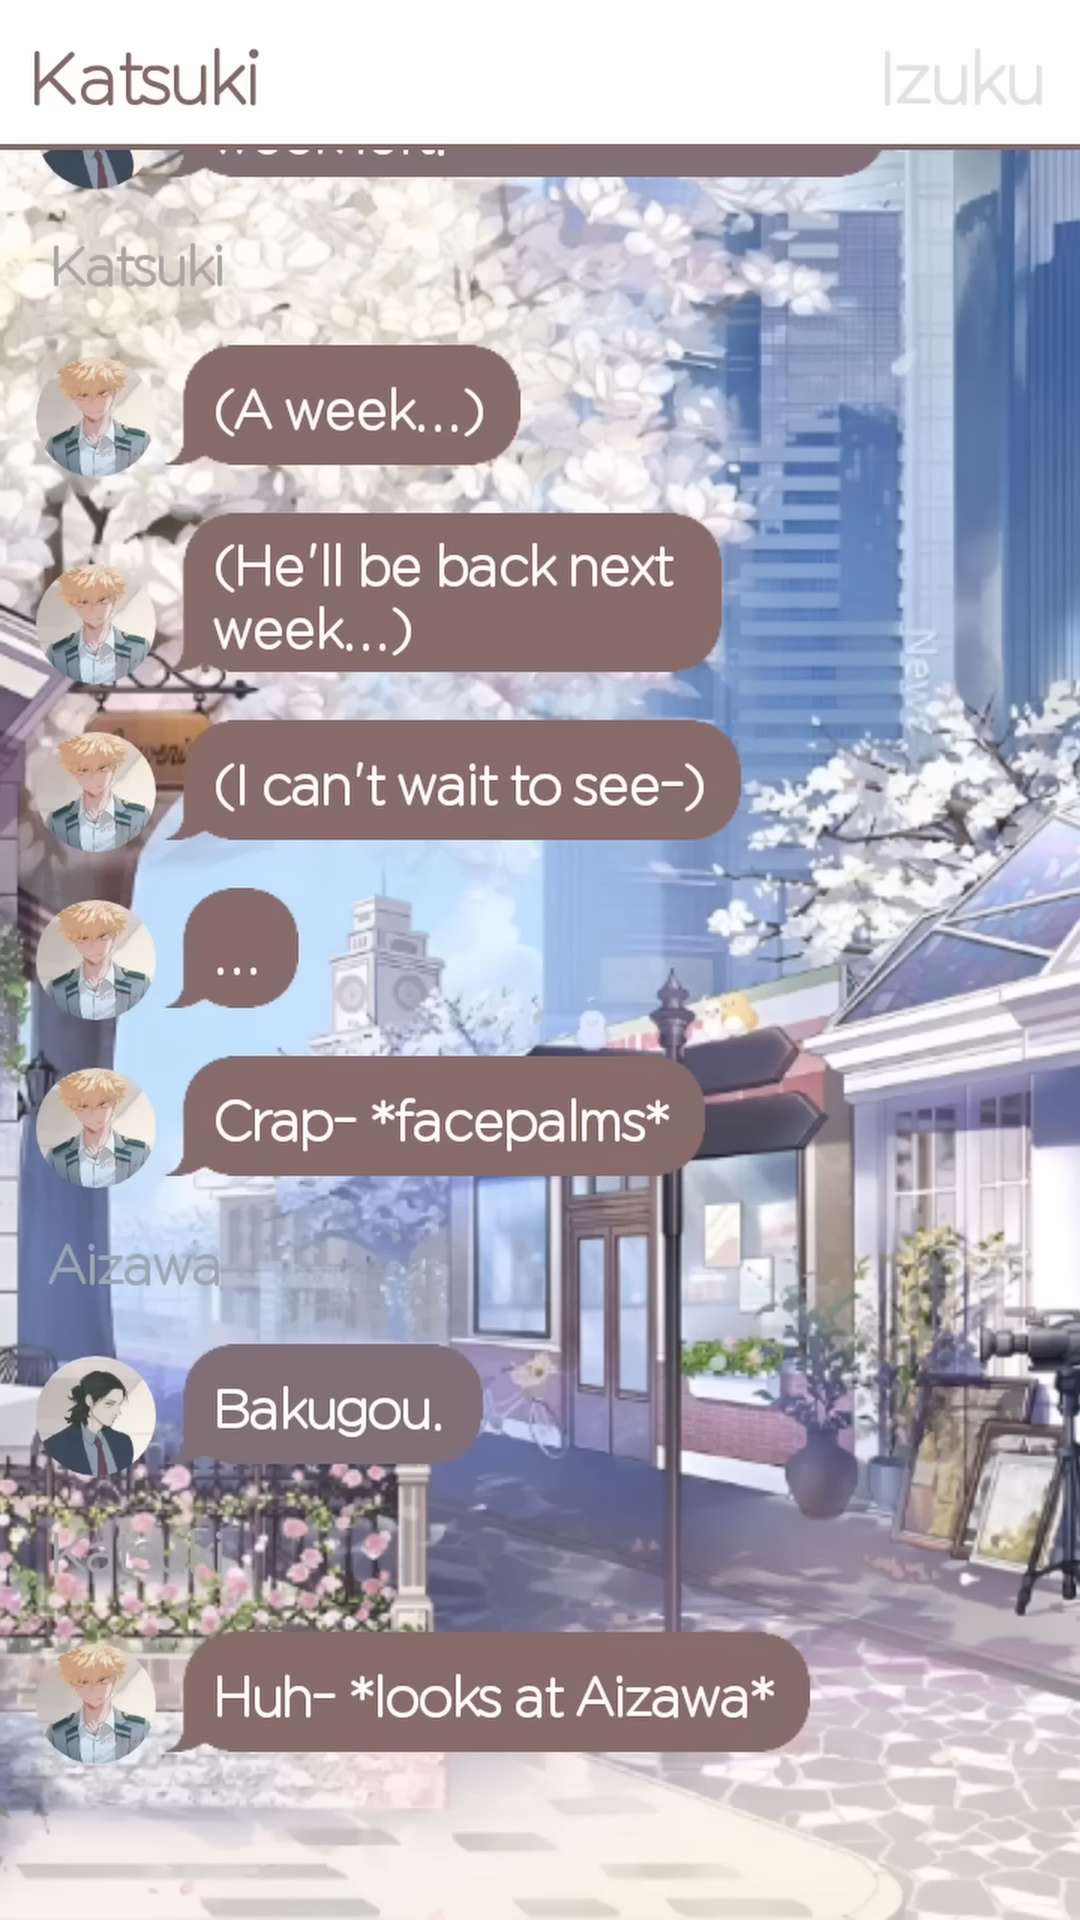 Katsuki
Izuku
Katsuki
(A week...)
(He'll be back next
week...)
(I can't wait to see-)
...
Crap- *facepalms*
Aizawa
Bakugou.
Katsuki
Huh- *looks at Aizawa*